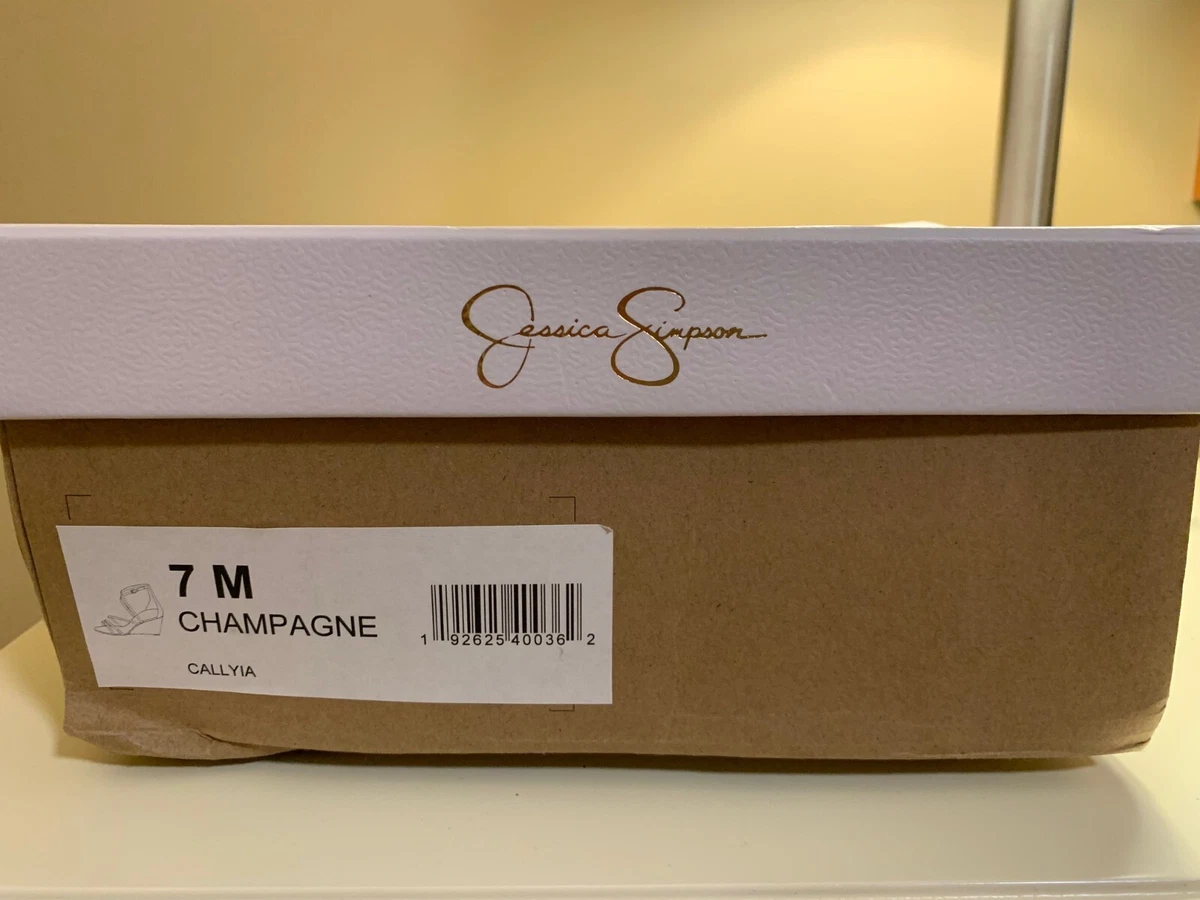 Jessica Simpson
7 M
CHAMPAGNE
CALLYIA
1 92625 40036 2